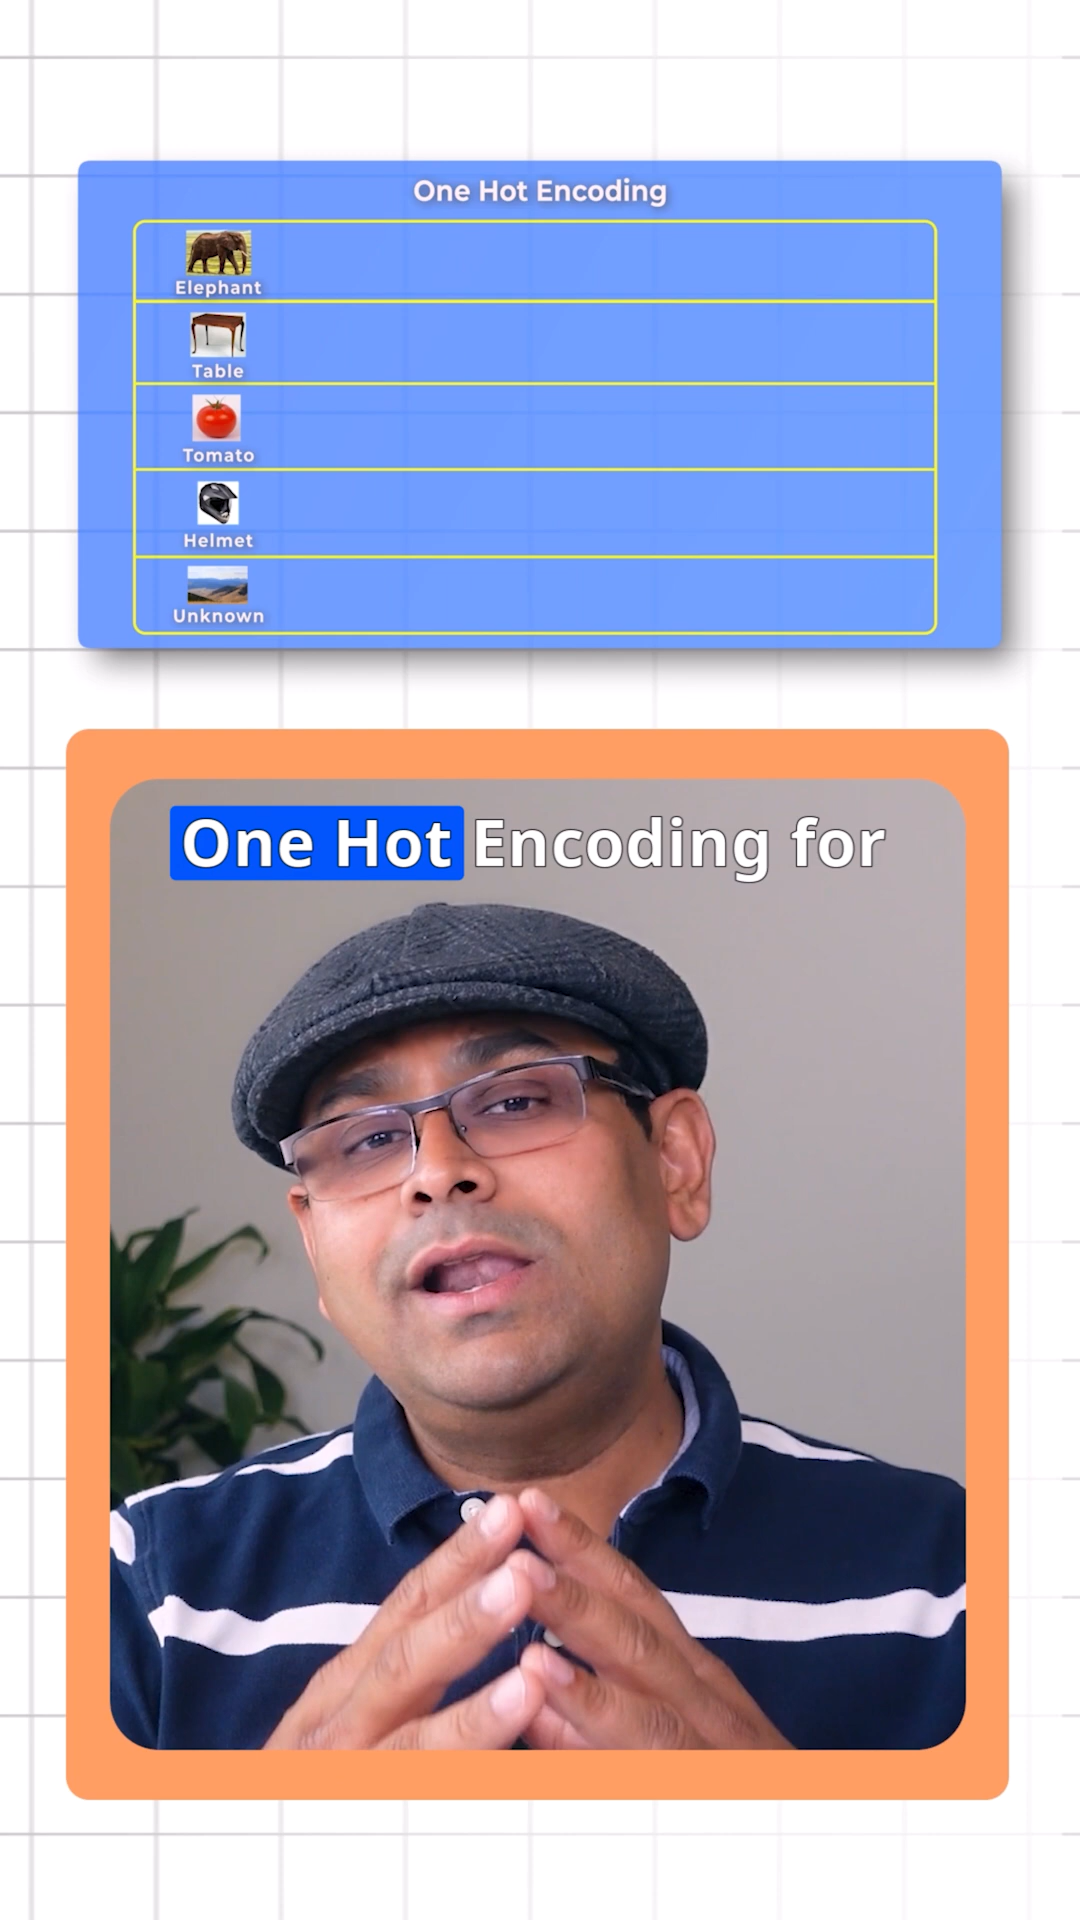 One Hot Encoding
Elephant
Table
Tomato
Helmet
Unknown
One Hot Encoding for